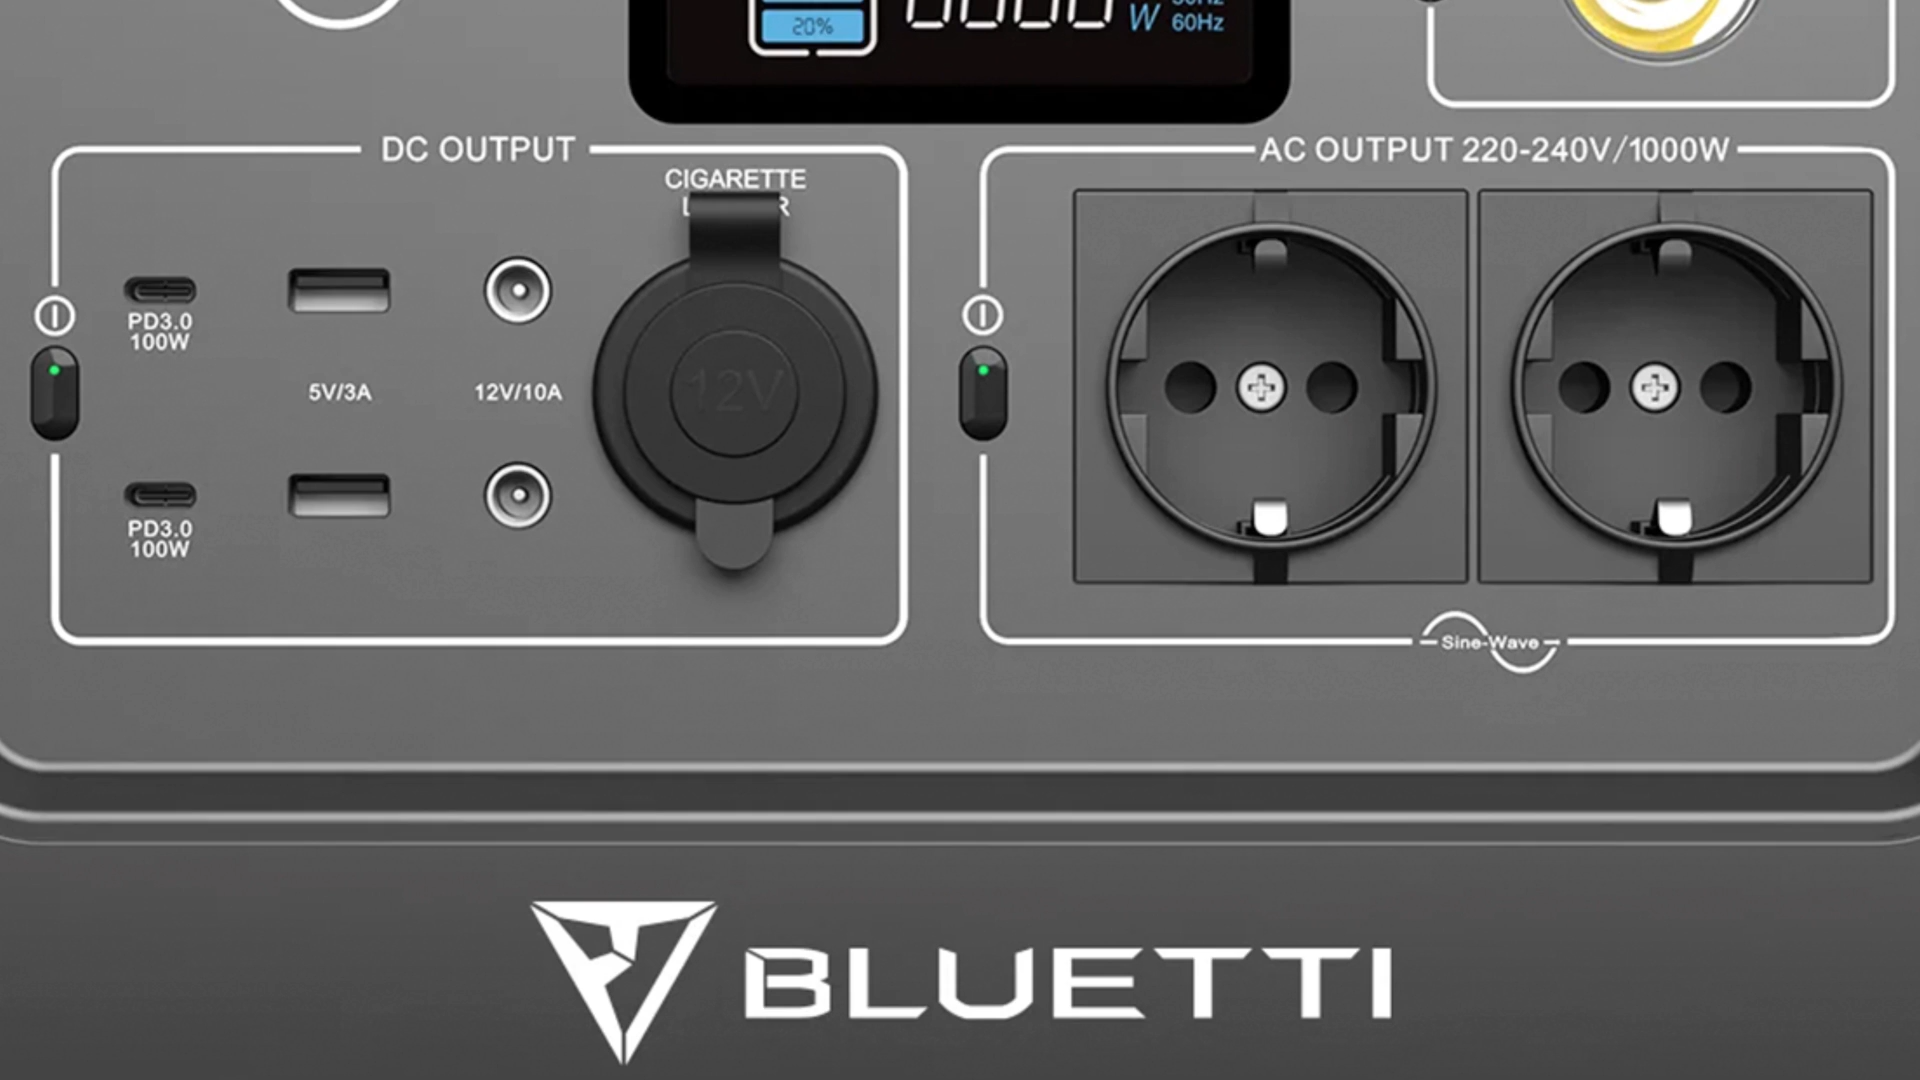 20%
W 60Hz
DC OUTPUT
AC OUTPUT 220-240V/1000W
CIGARETTE
PD3.0
100W
5V/3A
12V/10A
12V
PD3.0
100W
Sine-Wave
BLUETTI